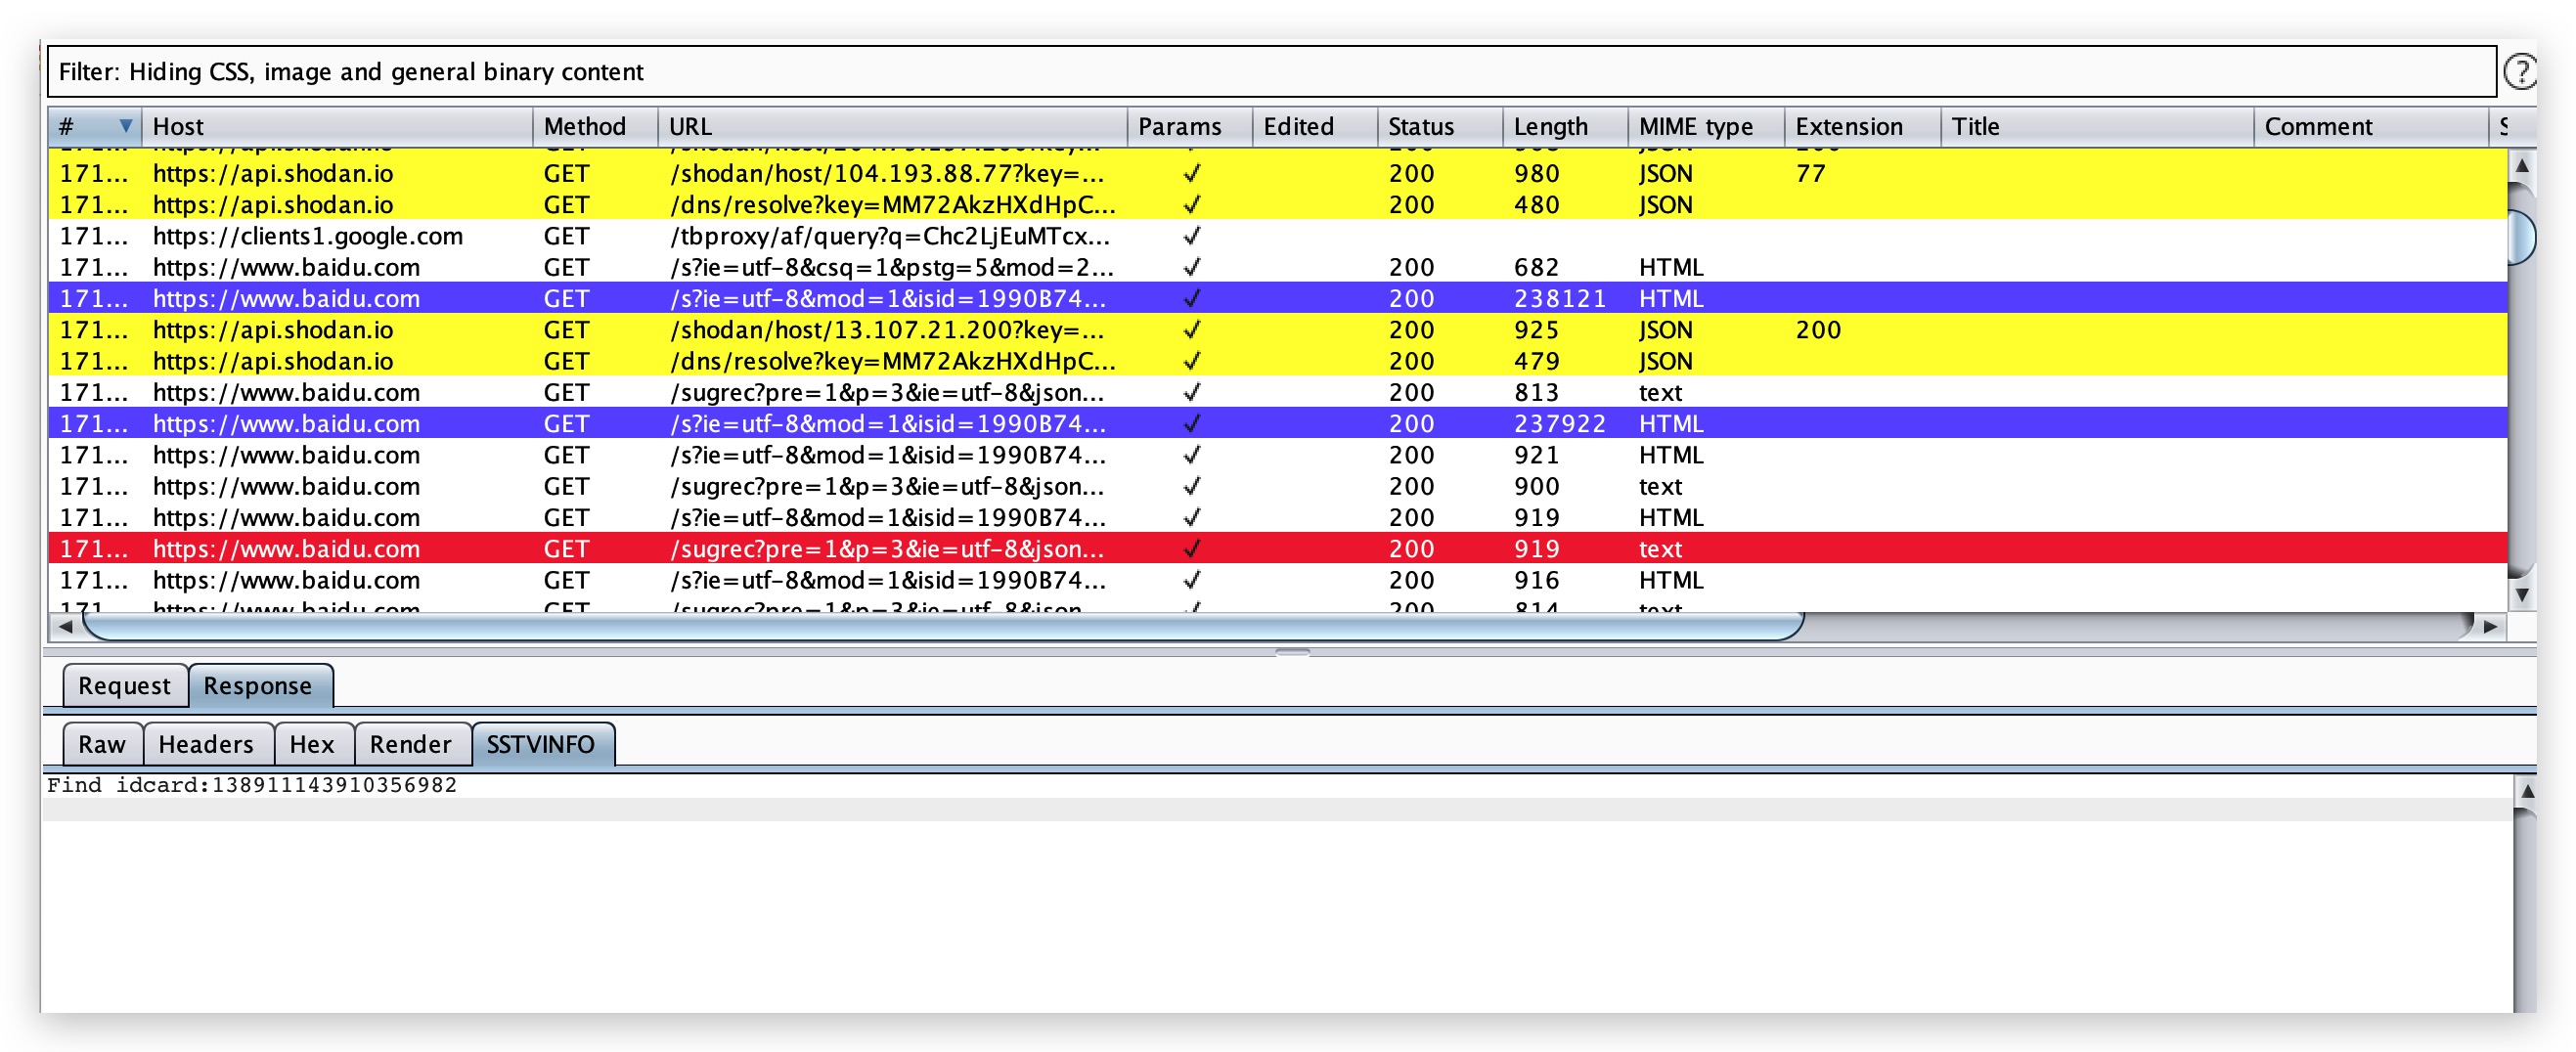 Filter: Hiding CSS, image and general binary content
# Host Method URL Params Edited Status Length MIME type Extension Title Comment
171... https://api.shodan.io GET /shodan/host/104.193.88.77?key=... ✓ 200 980 JSON 77
171... https://api.shodan.io GET /dns/resolve?key=MM72AkzHXdHpC... ✓ 200 480 JSON
171... https://clients1.google.com GET /tbproxy/af/query?q=Chc2LjEuMTcx... ✓
171... https://www.baidu.com GET /s?ie=utf-8&csq=1&pstg=5&mod=2... ✓ 200 682 HTML
171... https://www.baidu.com GET /s?ie=utf-8&mod=1&isid=1990B74... ✓ 200 238121 HTML
171... https://api.shodan.io GET /shodan/host/13.107.21.200?key=... ✓ 200 925 JSON 200
171... https://api.shodan.io GET /dns/resolve?key=MM72AkzHXdHpC... ✓ 200 479 JSON
171... https://www.baidu.com GET /sugrec?pre=1&p=3&ie=utf-8&json... ✓ 200 813 text
171... https://www.baidu.com GET /s?ie=utf-8&mod=1&isid=1990B74... ✓ 200 237922 HTML
171... https://www.baidu.com GET /s?ie=utf-8&mod=1&isid=1990B74... ✓ 200 921 HTML
171... https://www.baidu.com GET /sugrec?pre=1&p=3&ie=utf-8&json... ✓ 200 900 text
171... https://www.baidu.com GET /s?ie=utf-8&mod=1&isid=1990B74... ✓ 200 919 HTML
171... https://www.baidu.com GET /sugrec?pre=1&p=3&ie=utf-8&json... ✓ 200 919 text
171... https://www.baidu.com GET /s?ie=utf-8&mod=1&isid=1990B74... ✓ 200 916 HTML
171... https://www.baidu.com GET /sugrec?pre=1&p=3&ie=utf-8&json... 200 814 text
Request Response
Raw Headers Hex Render SSTVINFO
Find idcard:138911143910356982